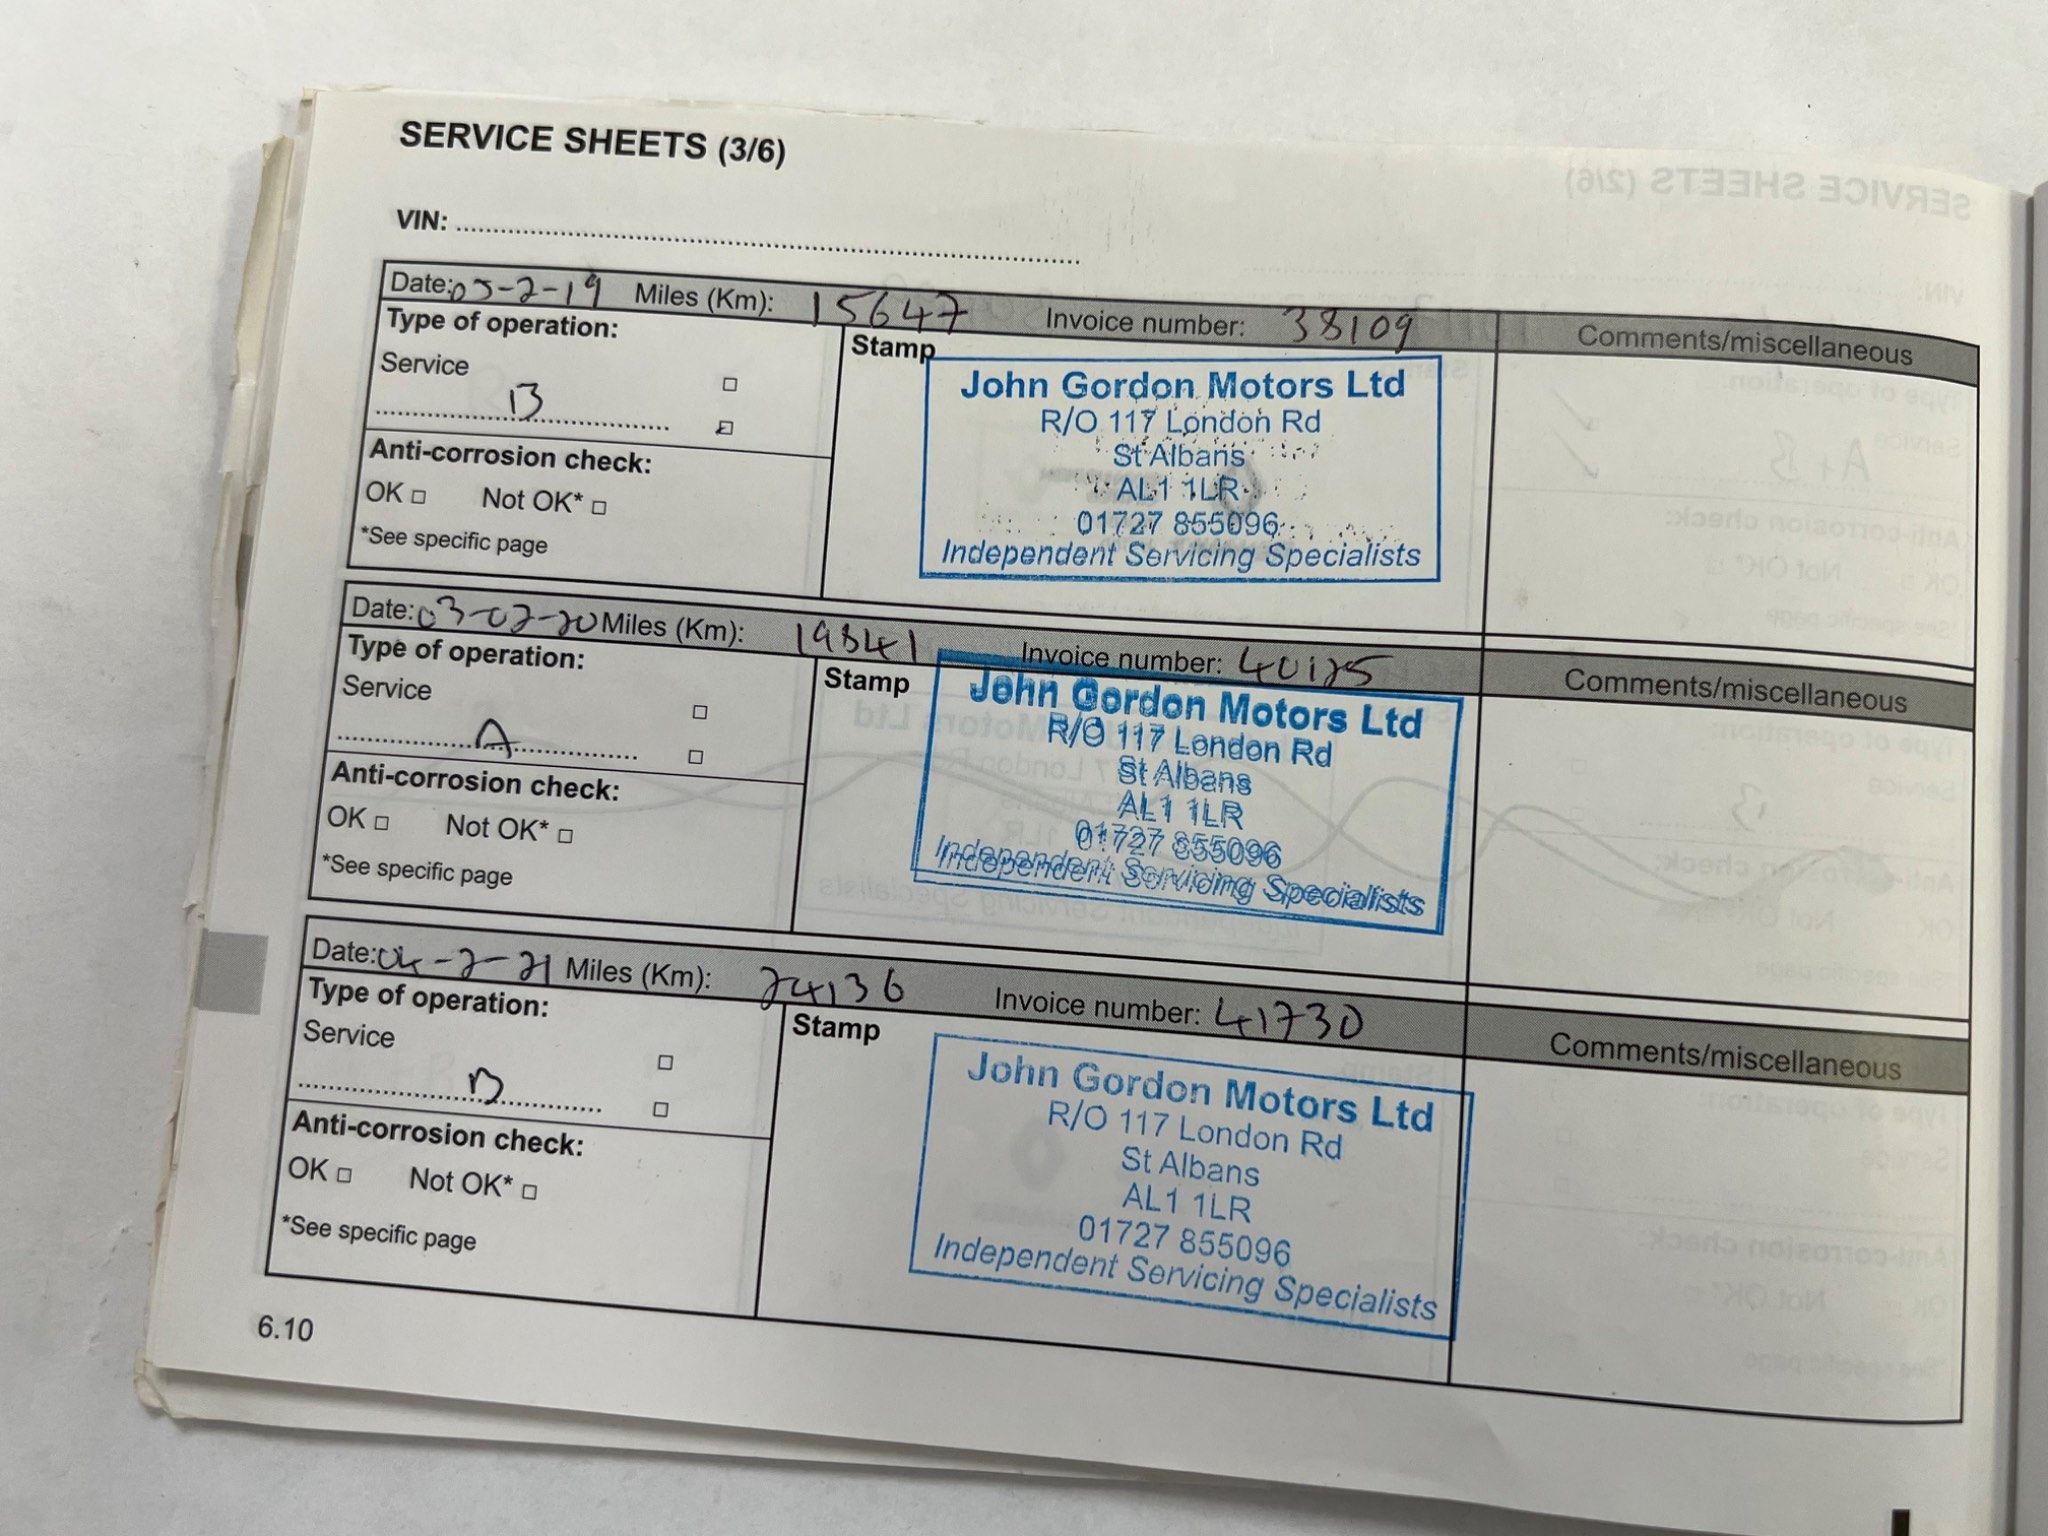 SERVICE SHEETS (3/6)
VIN:
Date: 05-2-19 Miles (Km): 15647 Invoice number: 38109 Comments/miscellaneous
Type of operation:
Service
B
Anti-corrosion check:
OK □ Not OK* □
*See specific page
Stamp
John Gordon Motors Ltd
R/O 117 London Rd
St Albans
AL1 1LR
01727 855096
Independent Servicing Specialists
Date: 03-02-20 Miles (Km): 19841 Invoice number: 40125 Comments/miscellaneous
Type of operation:
Service
A
Anti-corrosion check:
OK □ Not OK* □
*See specific page
Stamp
John Gordon Motors Ltd
R/O 117 London Rd
St Albans
AL1 1LR
01727 855096
Independent Servicing Specialists
Date: 04-2-21 Miles (Km): 24136 Invoice number: 41730 Comments/miscellaneous
Type of operation:
Service
B
Anti-corrosion check:
OK □ Not OK* □
*See specific page
Stamp
John Gordon Motors Ltd
R/O 117 London Rd
St Albans
AL1 1LR
01727 855096
Independent Servicing Specialists
6.10
SERVICE SHEETS (2/6)